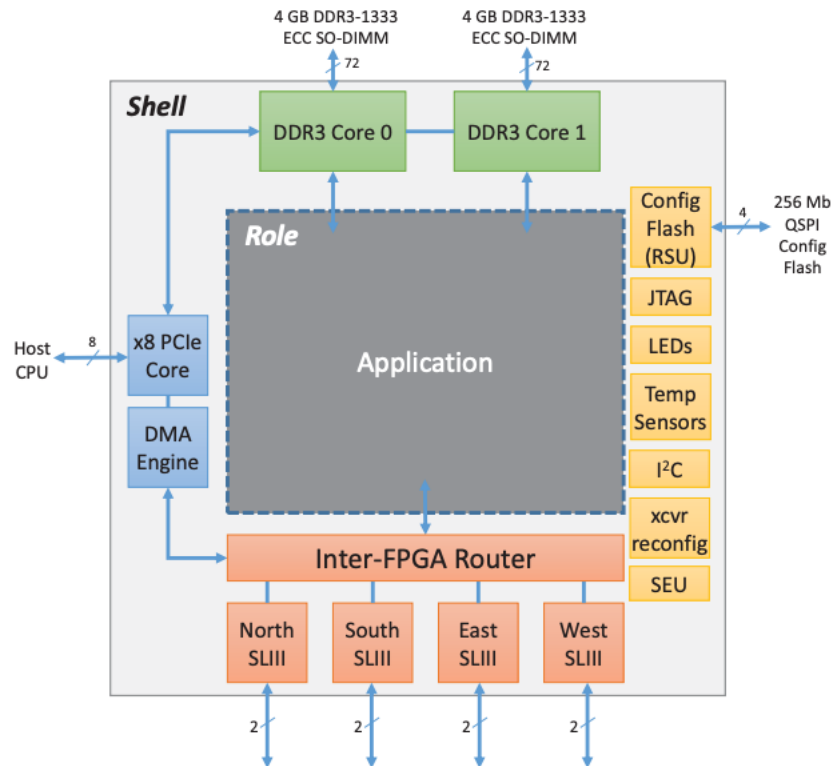 4 GB DDR3-1333
ECC SO-DIMM
4 GB DDR3-1333
ECC SO-DIMM
72
72
Shell
DDR3 Core 0
DDR3 Core 1
Role
Config
Flash
(RSU)
4
256 Mb
QSPI
Config
Flash
JTAG
Host
CPU
8
x8 PCIe
Core
LEDs
Application
Temp
Sensors
DMA
Engine
I²C
xcvr
reconfig
Inter-FPGA Router
SEU
North
SLIII
South
SLIII
East
SLIII
West
SLIII
2
2
2
2